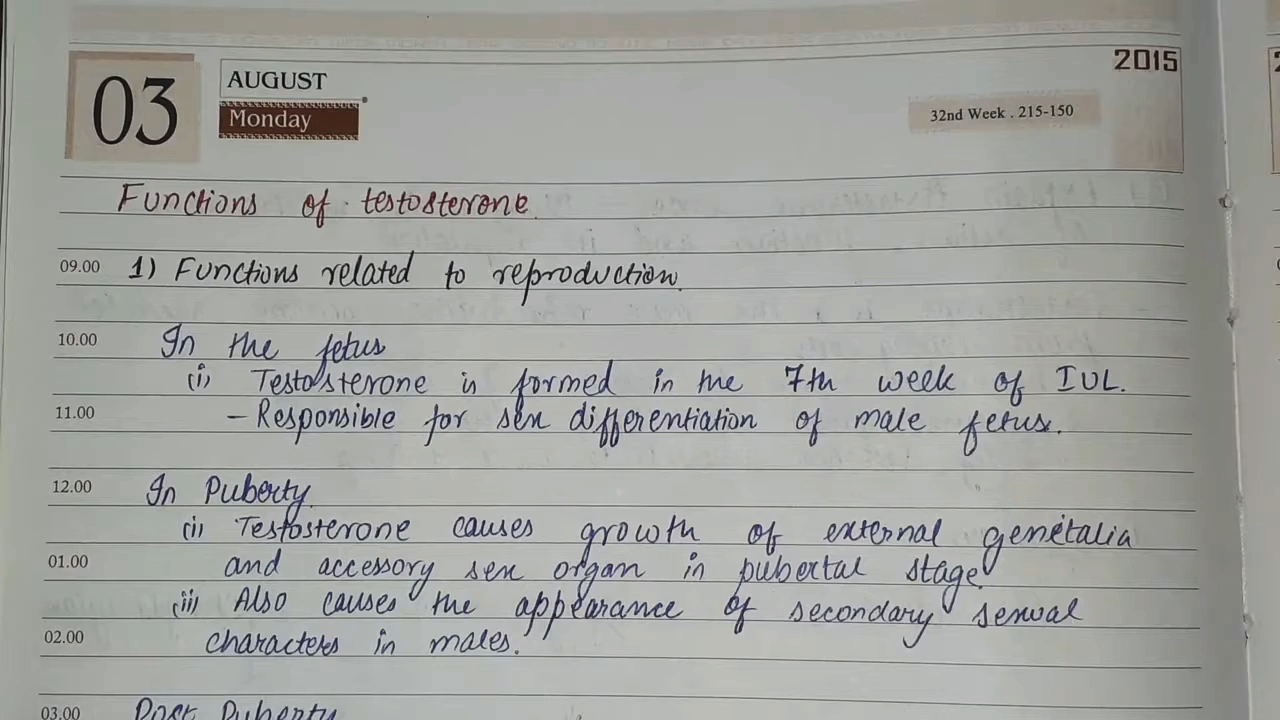 03
AUGUST
Monday
2015
32nd Week . 215-150
Functions of testosterone.
09.00 1) Functions related to reproduction.
10.00 In the fetus
(i) Testosterone is formed in the 7th week of IUL.
11.00 – Responsible for sex differentiation of male fetus.
12.00 In Puberty
(i) Testosterone causes growth of external genitalia
01.00 and accessory sex organ in pubertal stage
(ii) Also causes the appearance of secondary sexual
02.00 characters in males.
03.00 Post Puberty